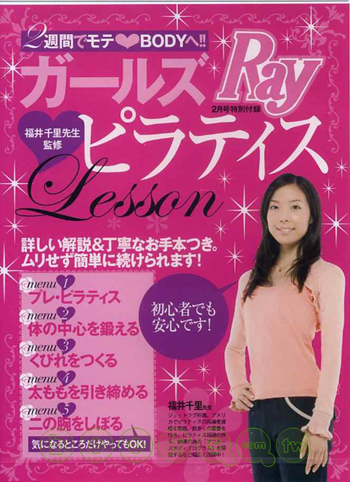 2週間でモテ♥BODYへ!!
Ray
2月号特別付録
ガールズ
福井千里先生
監修
ピラティス
Lesson
詳しい解説&丁寧なお手本つき。
ムリせず簡単に続けられます!
menu 1
プレ・ピラティス
menu 2
体の中心を鍛える
menu 3
くびれをつくる
menu 4
太ももを引き締める
menu 5
二の腕をしぼる
気になるところだけやってもOK!
初心者でも
安心です!
福井千里先生